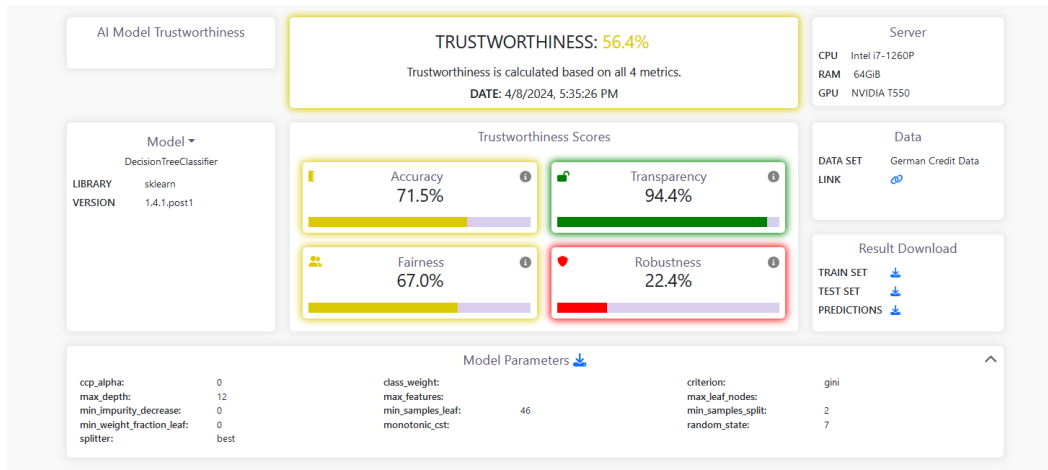 AI Model Trustworthiness
TRUSTWORTHINESS: 56.4%
Trustworthiness is calculated based on all 4 metrics.
DATE: 4/8/2024, 5:35:26 PM
Server
CPU Intel i7-1260P
RAM 64GiB
GPU NVIDIA T550
Model
DecisionTreeClassifier
LIBRARY sklearn
VERSION 1.4.1.post1
Trustworthiness Scores
Accuracy
71.5%
Transparency
94.4%
Fairness
67.0%
Robustness
22.4%
Data
DATA SET German Credit Data
LINK
Result Download
TRAIN SET
TEST SET
PREDICTIONS
Model Parameters
ccp_alpha: 0 class_weight: criterion: gini
max_depth: 12 max_features: max_leaf_nodes:
min_impurity_decrease: 0 min_samples_leaf: 46 min_samples_split: 2
min_weight_fraction_leaf: 0 monotonic_cst: random_state: 7
splitter: best